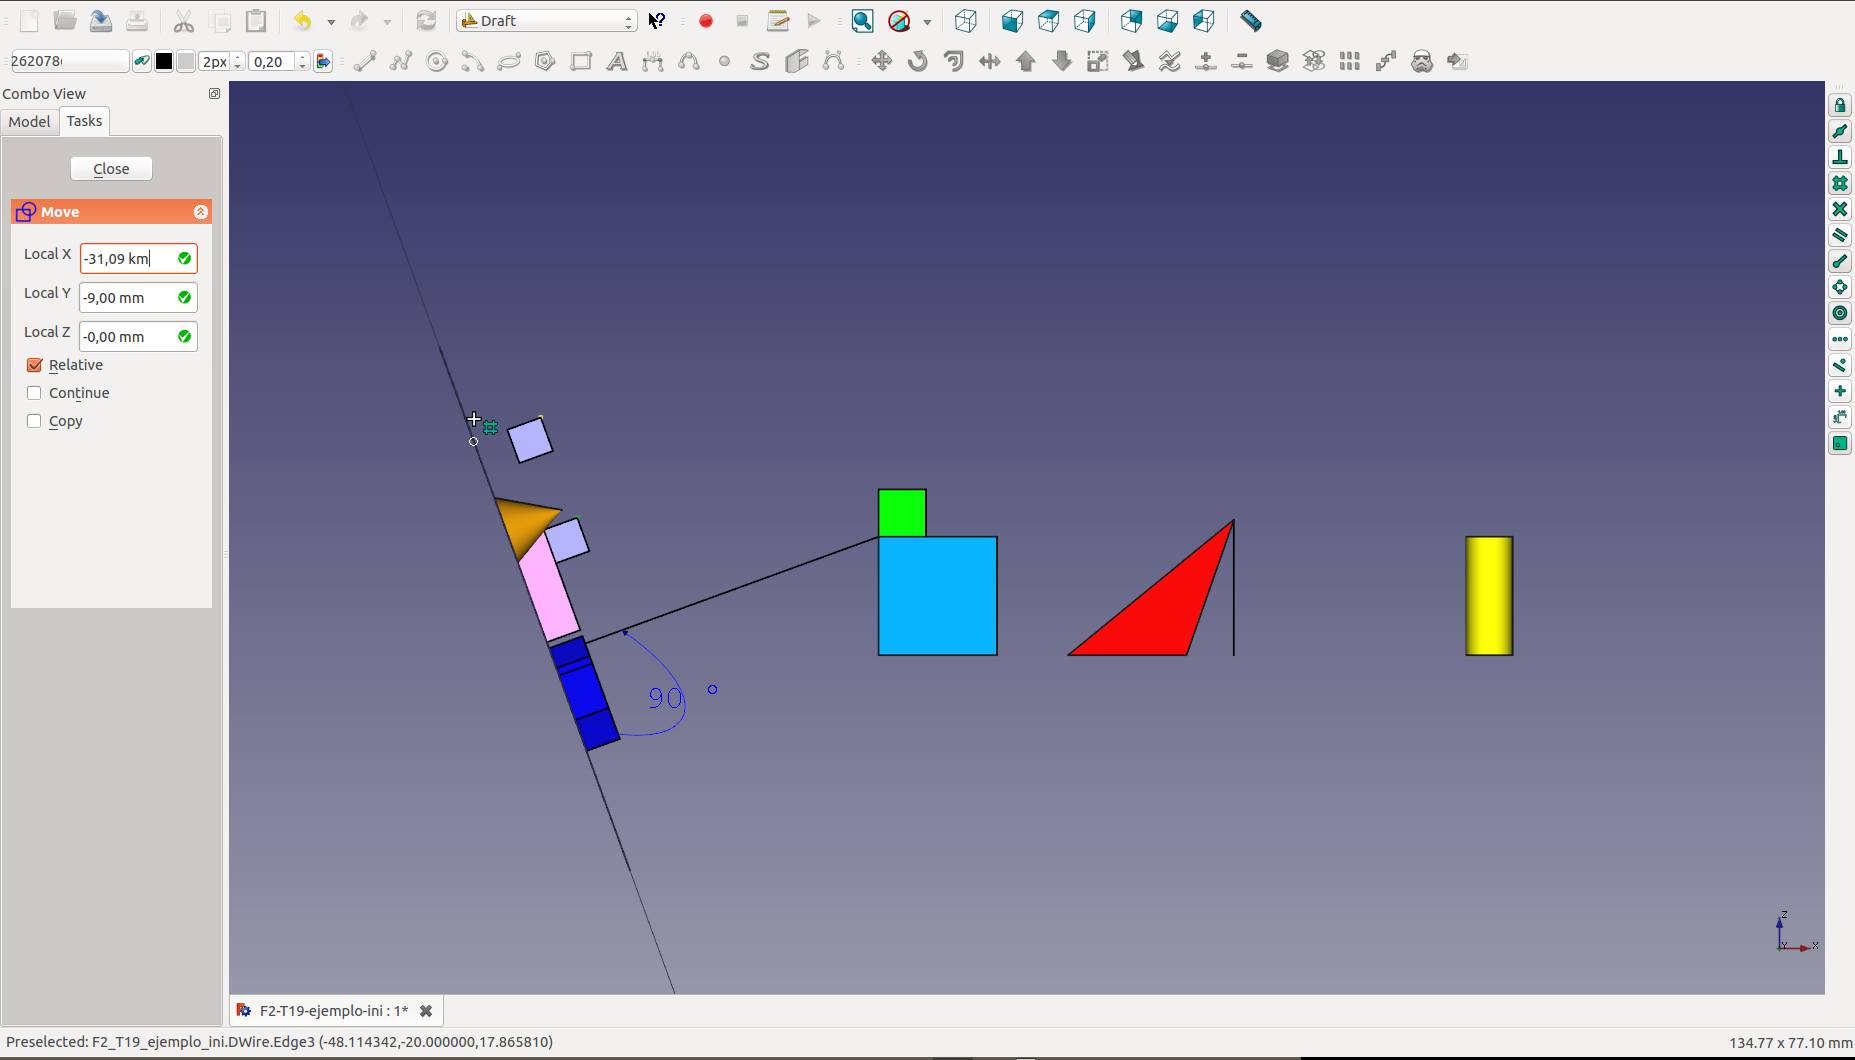 Draft
262078
2px
0,20
Combo View
Model
Tasks
Close
Move
Local X
-31,09 km
Local Y
-9,00 mm
Local Z
-0,00 mm
Relative
Continue
Copy
90 °
Z
Y
X
F2-T19-ejemplo-ini : 1*
Preselected: F2_T19_ejemplo_ini.DWire.Edge3 (-48.114342,-20.000000,17.865810)
134.77 x 77.10 mm